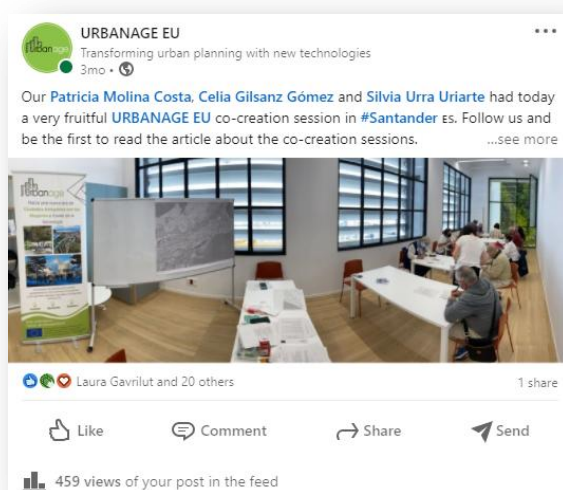 URBANAGE EU
Transforming urban planning with new technologies
3mo •
Our Patricia Molina Costa, Celia Gilsanz Gómez and Silvia Urra Uriarte had today
a very fruitful URBANAGE EU co-creation session in #Santander ES. Follow us and
be the first to read the article about the co-creation sessions. ...see more
Urbanage
Laura Gavrilut and 20 others
1 share
Like
Comment
Share
Send
459 views of your post in the feed